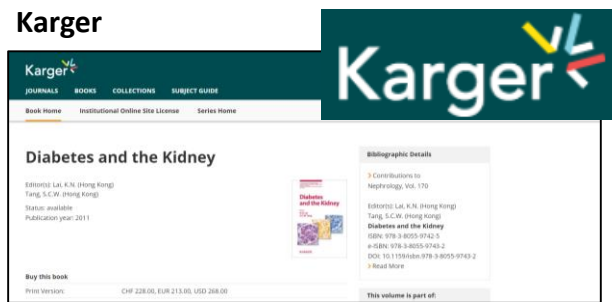 Karger
Karger
Karger
JOURNALS BOOKS COLLECTIONS SUBJECT GUIDE
Book Home Institutional Online Site License Series Home
Diabetes and the Kidney
Editor(s): Lai, K.N. (Hong Kong)
Tang, S.C.W. (Hong Kong)
Status: available
Publication year: 2011
Diabetes
and the Kidney
Bibliographic Details
Contributions to
Nephrology, Vol. 170
Editor(s): Lai, K.N. (Hong Kong)
Tang, S.C.W. (Hong Kong)
Diabetes and the Kidney
ISBN: 978-3-8055-9742-5
e-ISBN: 978-3-8055-9743-2
DOI: 10.1159/isbn.978-3-8055-9743-2
Read More
Buy this book
Print Version: CHF 228.00, EUR 213.00, USD 268.00
This volume is part of: